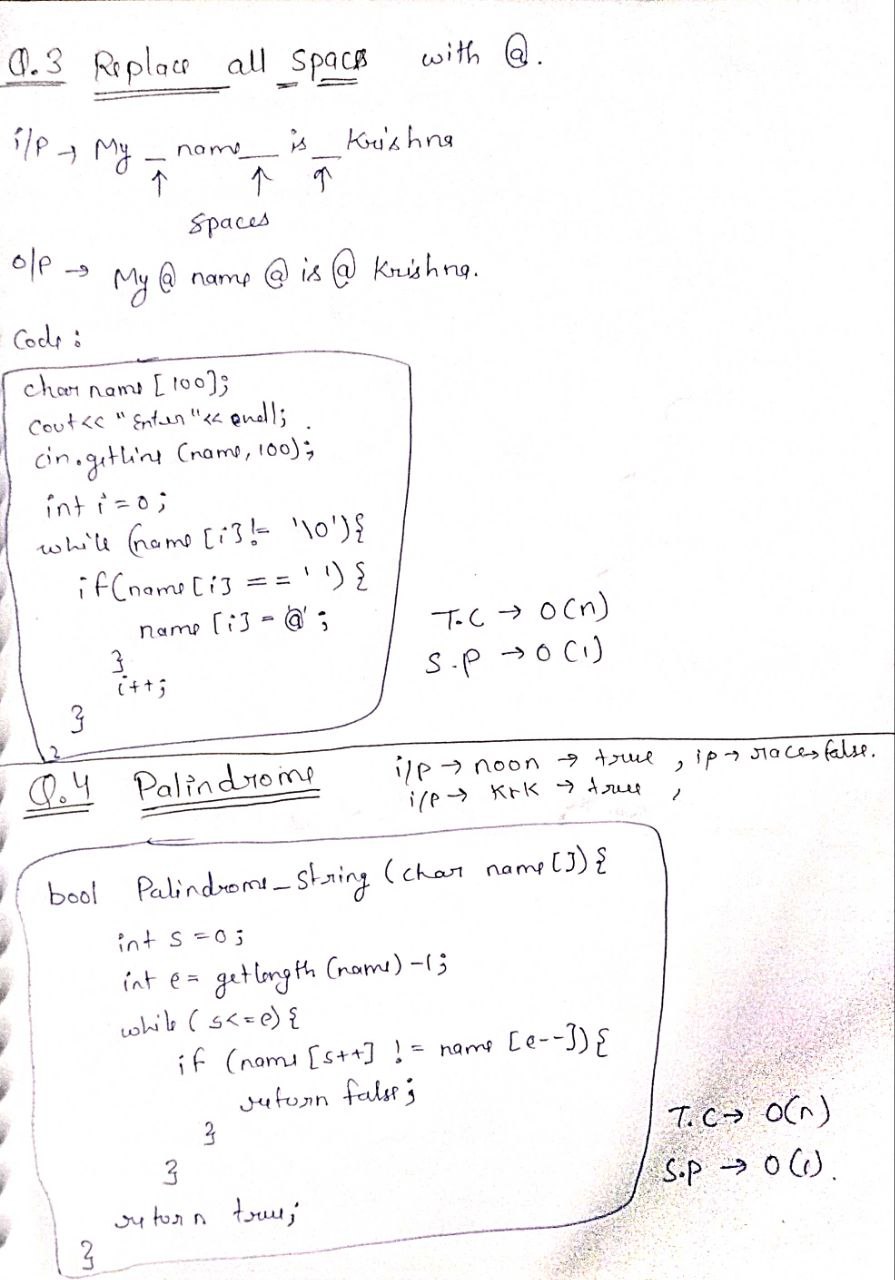 Q.3 Replace all spaces with @.
i/p → My _ name _ is _ Krishna
↑ ↑ ↑
spaces
o/p → My @ name @ is @ Krishna.
Code :
char name [100];
cout<< "Enter"<< endl;
cin.getline (name, 100);
int i=0;
while (name [i] != '\0'){
if(name[i] == ' ') {
name [i] = '@' ;
T.C → O(n)
}
S.P → O(1)
i++;
}
Q.4 Palindrome
i/p → noon → true , ip → race → false.
i/p → KrK → true ,
bool Palindrome_string (char name []) {
int s=0;
int e= getlength (name) -1;
while (s<=e) {
if (name [s++] != name [e--]) {
return false;
}
T.C → O(n)
}
S.P → O(1).
return true;
}